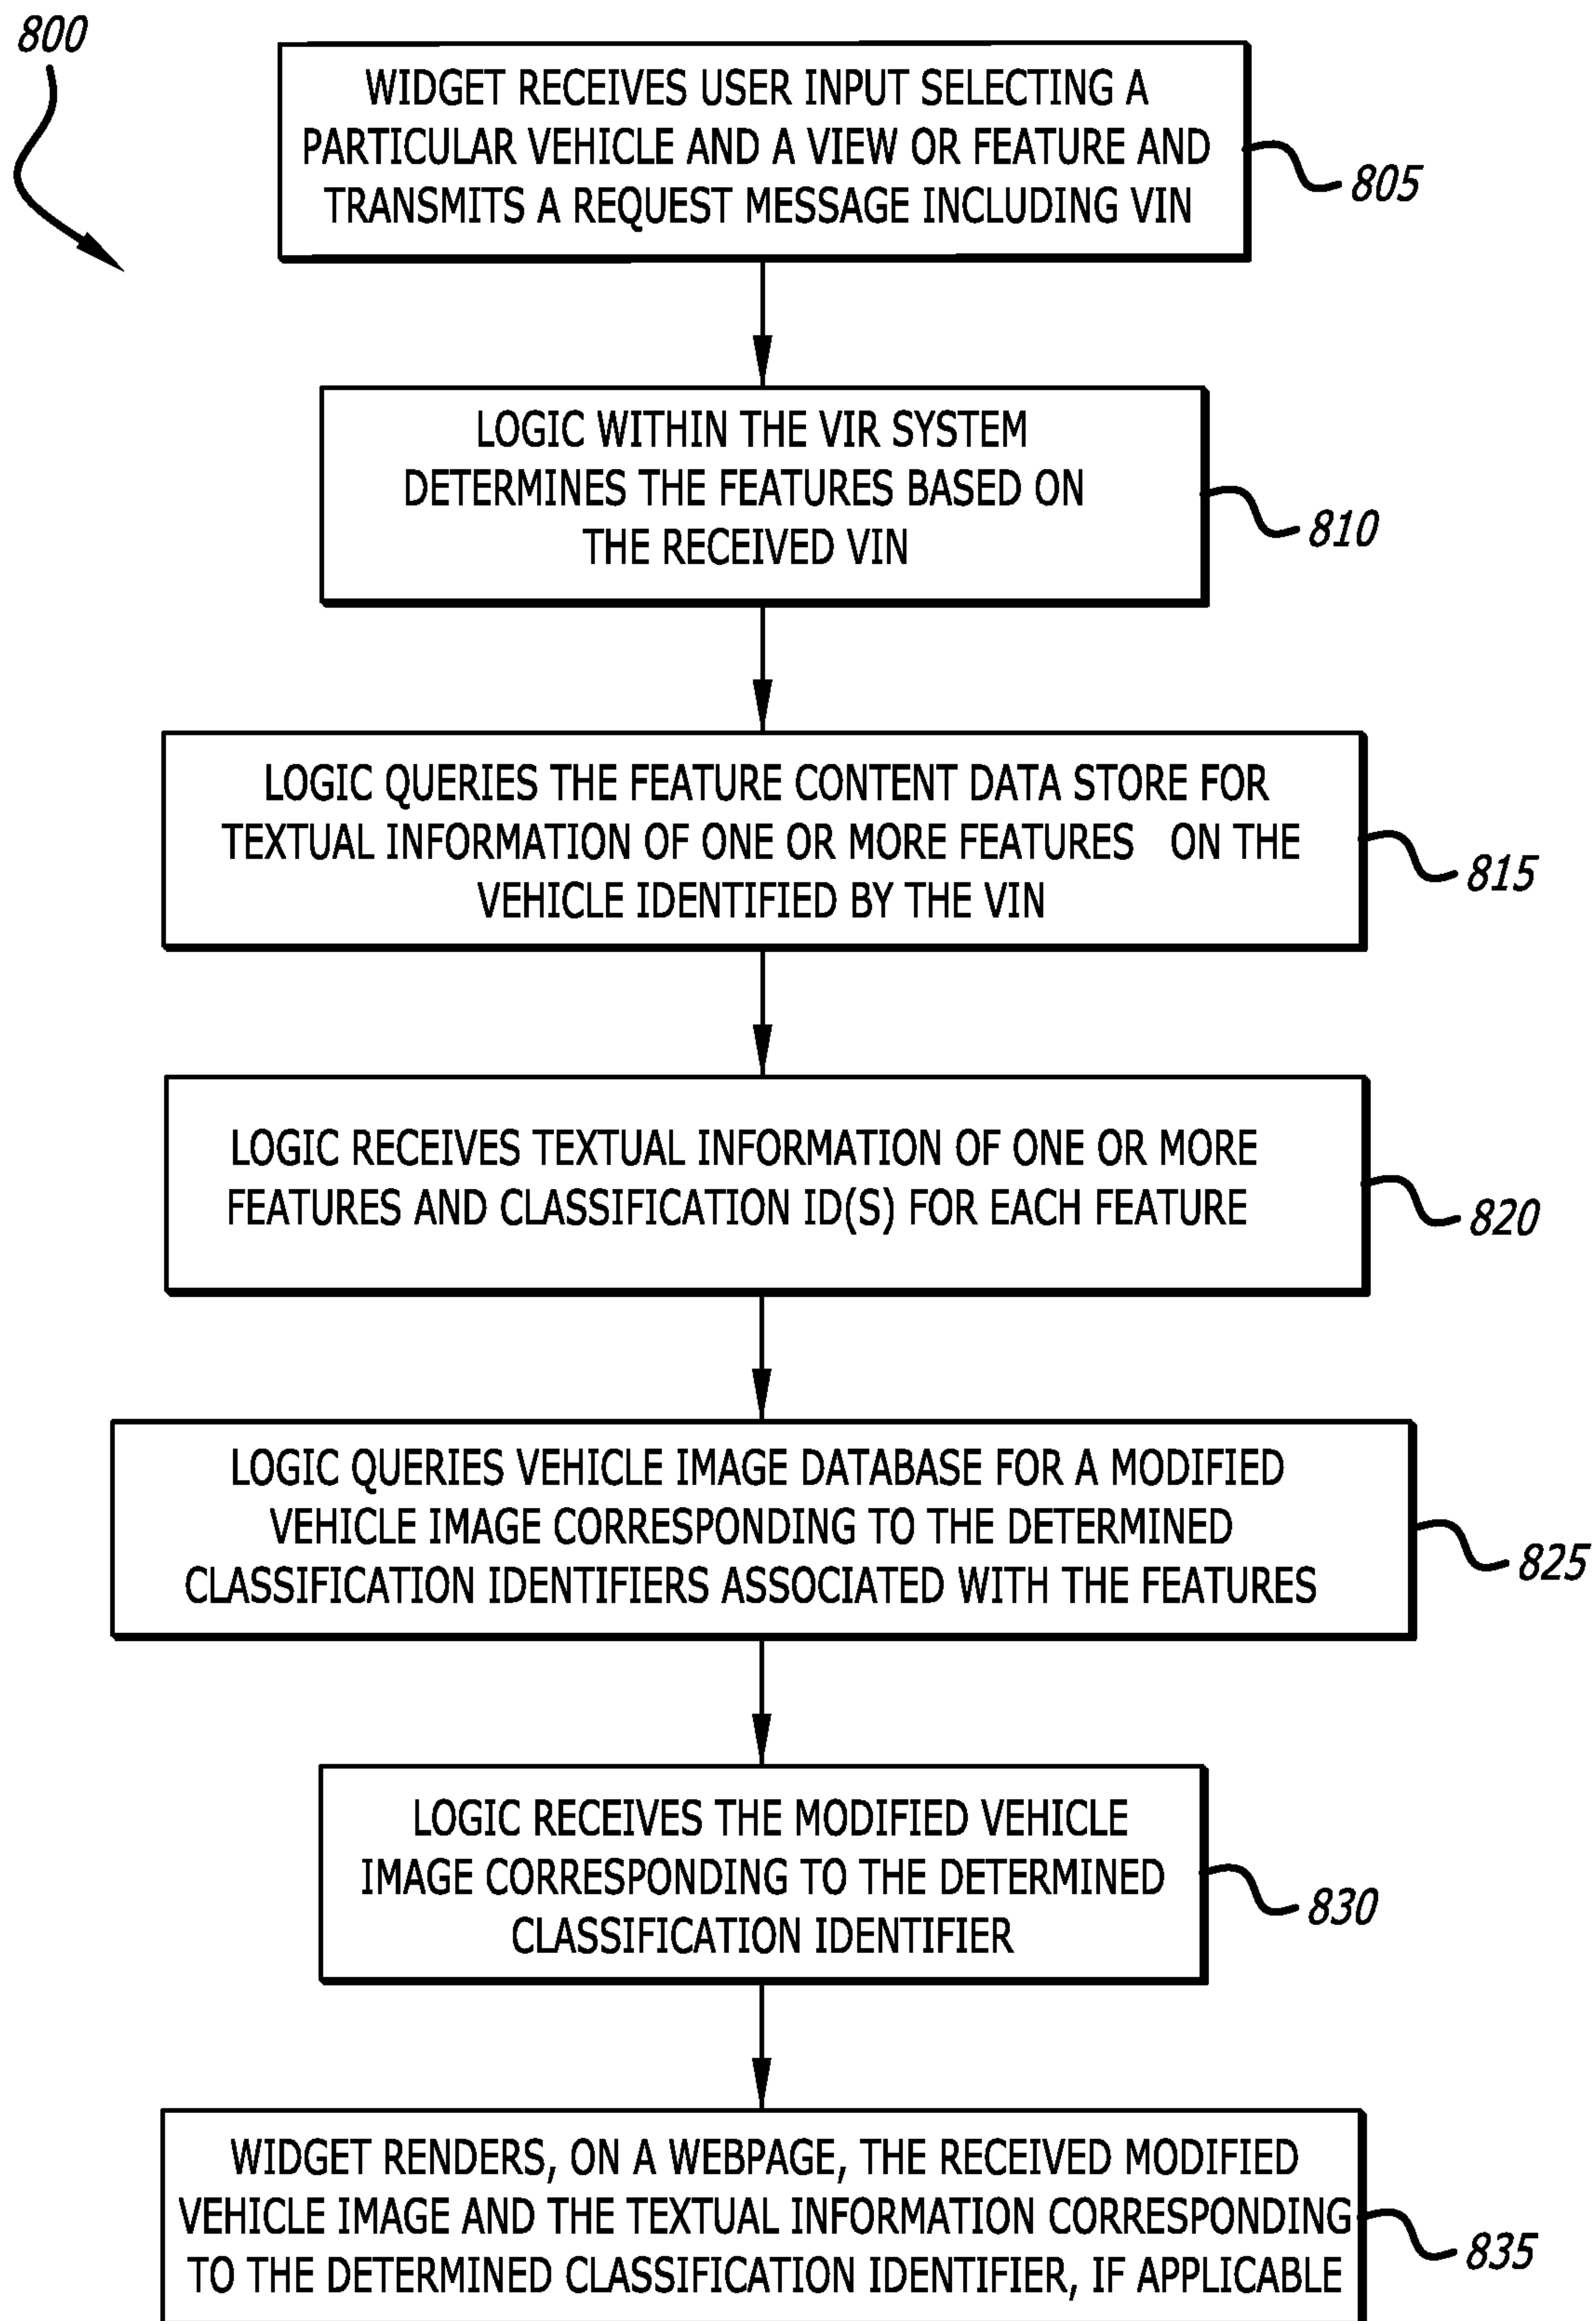 800
WIDGET RECEIVES USER INPUT SELECTING A
PARTICULAR VEHICLE AND A VIEW OR FEATURE AND
TRANSMITS A REQUEST MESSAGE INCLUDING VIN
805
LOGIC WITHIN THE VIR SYSTEM
DETERMINES THE FEATURES BASED ON
THE RECEIVED VIN
810
LOGIC QUERIES THE FEATURE CONTENT DATA STORE FOR
TEXTUAL INFORMATION OF ONE OR MORE FEATURES ON THE
VEHICLE IDENTIFIED BY THE VIN
815
LOGIC RECEIVES TEXTUAL INFORMATION OF ONE OR MORE
FEATURES AND CLASSIFICATION ID(S) FOR EACH FEATURE
820
LOGIC QUERIES VEHICLE IMAGE DATABASE FOR A MODIFIED
VEHICLE IMAGE CORRESPONDING TO THE DETERMINED
CLASSIFICATION IDENTIFIERS ASSOCIATED WITH THE FEATURES
825
LOGIC RECEIVES THE MODIFIED VEHICLE
IMAGE CORRESPONDING TO THE DETERMINED
CLASSIFICATION IDENTIFIER
830
WIDGET RENDERS, ON A WEBPAGE, THE RECEIVED MODIFIED
VEHICLE IMAGE AND THE TEXTUAL INFORMATION CORRESPONDING
TO THE DETERMINED CLASSIFICATION IDENTIFIER, IF APPLICABLE
835